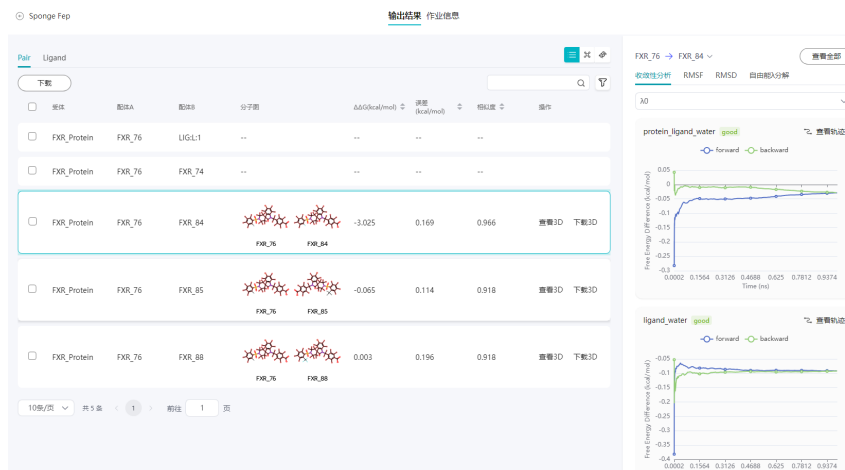 Sponge Fep
输出结果 作业信息
Pair Ligand
下载
受体 配体A 配体B 分子图 ΔΔG(kcal/mol) 误差 (kcal/mol) 相似度 操作
FXR_Protein FXR_76 LIG:L:1 -- -- -- --
FXR_Protein FXR_76 FXR_74 -- -- -- --
FXR_Protein FXR_76 FXR_84 -3.025 0.169 0.966 查看3D 下载3D
FXR_76 FXR_84
FXR_Protein FXR_76 FXR_85 -0.065 0.114 0.918 查看3D 下载3D
FXR_76 FXR_85
FXR_Protein FXR_76 FXR_88 0.003 0.196 0.918 查看3D 下载3D
FXR_76 FXR_88
10条/页 共 5 条 1 前往 1 页
FXR_76 → FXR_84 查看全部
收敛性分析 RMSF RMSD 自由能λ分解
λ0
protein_ligand_water good 查看轨迹
forward backward
0.05
0
-0.05
-0.1
-0.15
-0.2
-0.25
-0.3
Free Energy Difference (kcal/mol)
0.0002 0.1564 0.3126 0.4688 0.625 0.7812 0.9374
Time (ns)
ligand_water good 查看轨迹
forward backward
-0.05
-0.1
-0.15
-0.2
-0.25
-0.3
-0.35
-0.4
Free Energy Difference (kcal/mol)
0.0002 0.1564 0.3126 0.4688 0.625 0.7812 0.9374